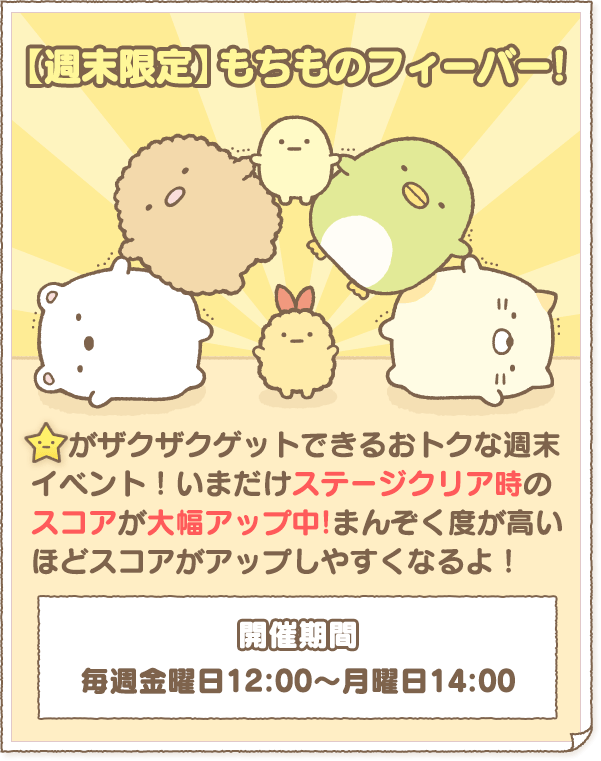 【週末限定】もちものフィーバー!
がザクザクゲットできるおトクな週末
イベント！いまだけステージクリア時の
スコアが大幅アップ中!まんぞく度が高い
ほどスコアがアップしやすくなるよ！
開催期間
毎週金曜日12:00〜月曜日14:00